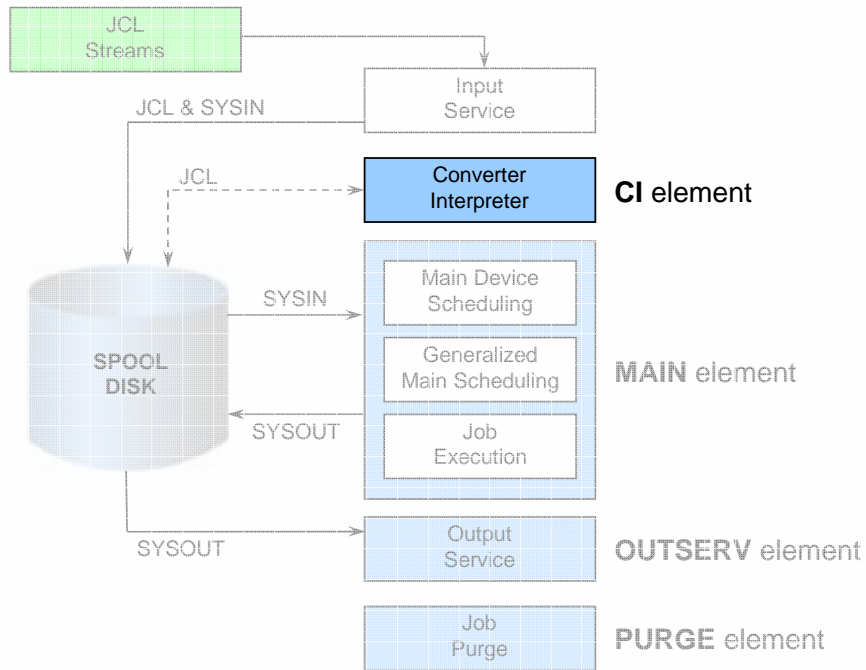 JCL
Streams
Input
Service
JCL & SYSIN
JCL
Converter
Interpreter
CI element
Main Device
Scheduling
SYSIN
Generalized
Main Scheduling
MAIN element
SPOOL
DISK
SYSOUT
Job
Execution
Output
Service
OUTSERV element
SYSOUT
Job
Purge
PURGE element